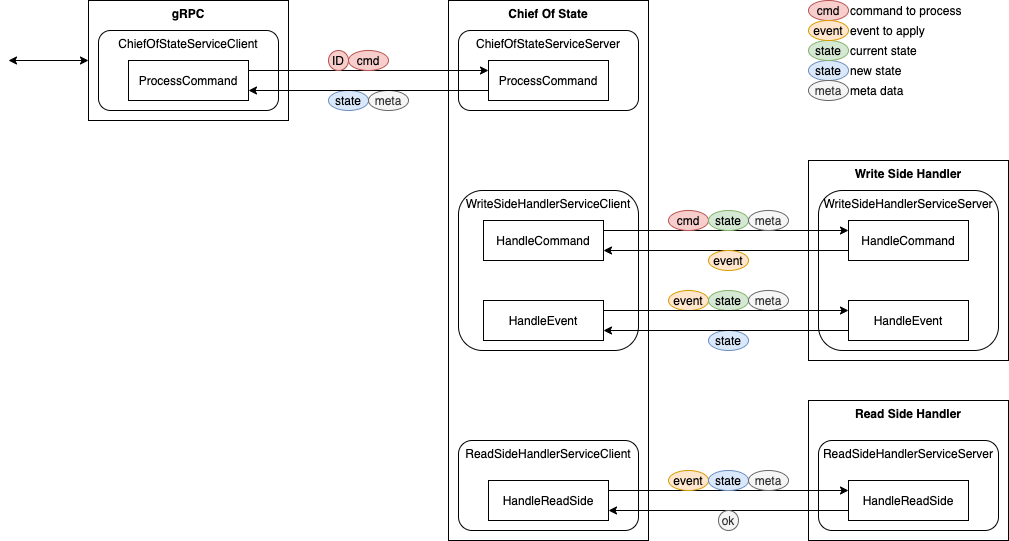 gRPC
ChiefOfStateServiceClient
ProcessCommand
ID cmd
state meta
Chief Of State
ChiefOfStateServiceServer
ProcessCommand
cmd command to process
event event to apply
state current state
state new state
meta meta data
WriteSideHandlerServiceClient
HandleCommand
HandleEvent
cmd state meta
event
event state meta
state
Write Side Handler
WriteSideHandlerServiceServer
HandleCommand
HandleEvent
ReadSideHandlerServiceClient
HandleReadSide
event state meta
ok
Read Side Handler
ReadSideHandlerServiceServer
HandleReadSide